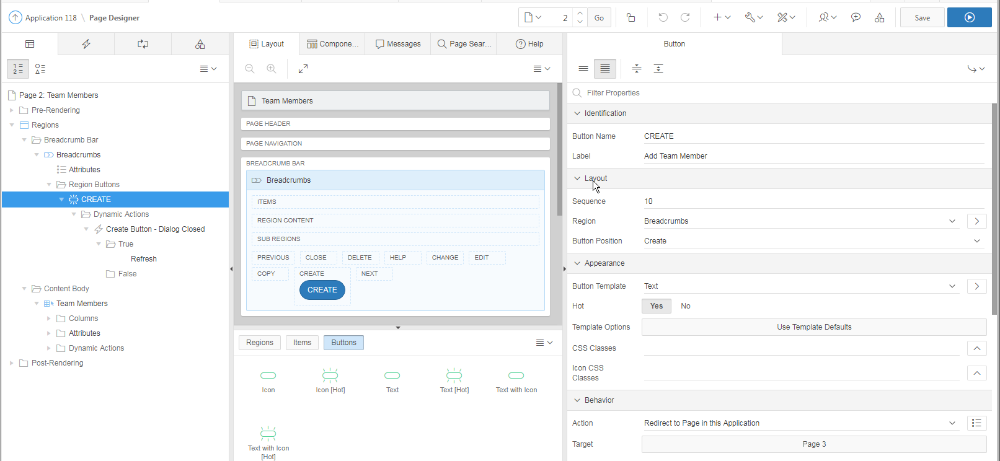 Application 118 \ Page Designer
2
Go
Save
Layout
Compone...
Messages
Page Sear...
Help
Button
Page 2: Team Members
Pre-Rendering
Regions
Breadcrumb Bar
Breadcrumbs
Attributes
Region Buttons
CREATE
Dynamic Actions
Create Button - Dialog Closed
True
Refresh
False
Content Body
Team Members
Columns
Attributes
Dynamic Actions
Post-Rendering
Team Members
PAGE HEADER
PAGE NAVIGATION
BREADCRUMB BAR
Breadcrumbs
ITEMS
REGION CONTENT
SUB REGIONS
PREVIOUS CLOSE DELETE HELP CHANGE EDIT
COPY CREATE NEXT
CREATE
Regions Items Buttons
Icon
Icon [Hot]
Text
Text [Hot]
Text with Icon
Text with Icon
[Hot]
Filter Properties
Identification
Button Name CREATE
Label Add Team Member
Layout
Sequence 10
Region Breadcrumbs
Button Position Create
Appearance
Button Template Text
Hot Yes No
Template Options Use Template Defaults
CSS Classes
Icon CSS
Classes
Behavior
Action Redirect to Page in this Application
Target Page 3